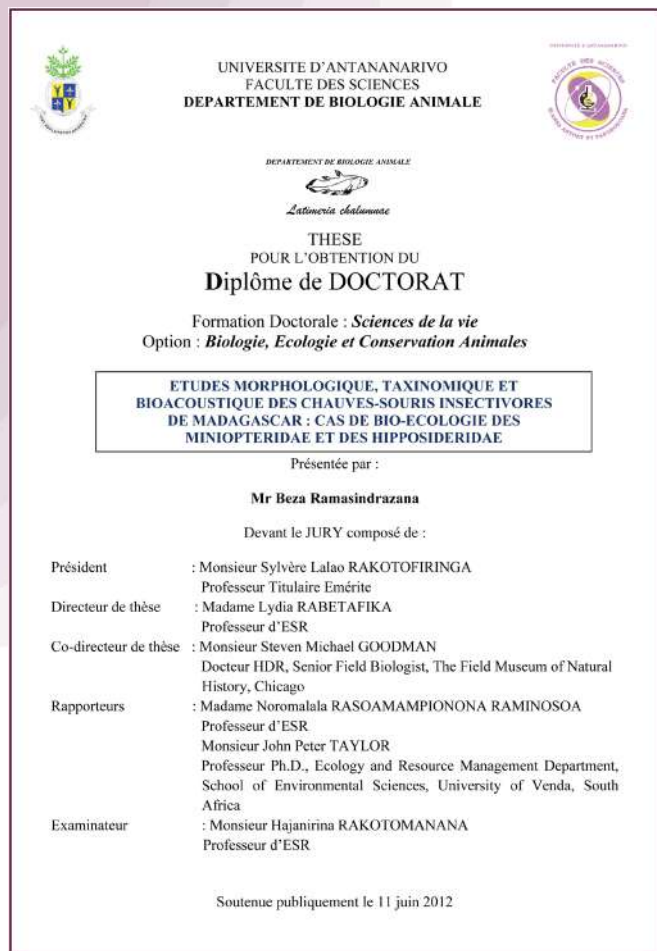 UNIVERSITE D'ANTANANARIVO
FACULTE DES SCIENCES
DEPARTEMENT DE BIOLOGIE ANIMALE
UNIVERSITE D'ANTANANARIVO
FACULTE DES SCIENCES
DEPARTEMENT DE BIOLOGIE ANIMALE
Latimeria chalumnae
THESE
POUR L'OBTENTION DU
Diplôme de DOCTORAT
Formation Doctorale : Sciences de la vie
Option : Biologie, Ecologie et Conservation Animales
ETUDES MORPHOLOGIQUE, TAXINOMIQUE ET
BIOACOUSTIQUE DES CHAUVES-SOURIS INSECTIVORES
DE MADAGASCAR : CAS DE BIO-ECOLOGIE DES
MINIOPTERIDAE ET DES HIPPOSIDERIDAE
Présentée par :
Mr Beza Ramasindrazana
Devant le JURY composé de :
Président : Monsieur Sylvère Lalao RAKOTOFIRINGA
Professeur Titulaire Emérite
Directeur de thèse : Madame Lydia RABETAFIKA
Professeur d'ESR
Co-directeur de thèse : Monsieur Steven Michael GOODMAN
Docteur HDR, Senior Field Biologist, The Field Museum of Natural
History, Chicago
Rapporteurs : Madame Noromalala RASOAMAMPIONONA RAMINOSOA
Professeur d'ESR
Monsieur John Peter TAYLOR
Professeur Ph.D., Ecology and Resource Management Department,
School of Environmental Sciences, University of Venda, South
Africa
Examinateur : Monsieur Hajanirina RAKOTOMANANA
Professeur d'ESR
Soutenue publiquement le 11 juin 2012